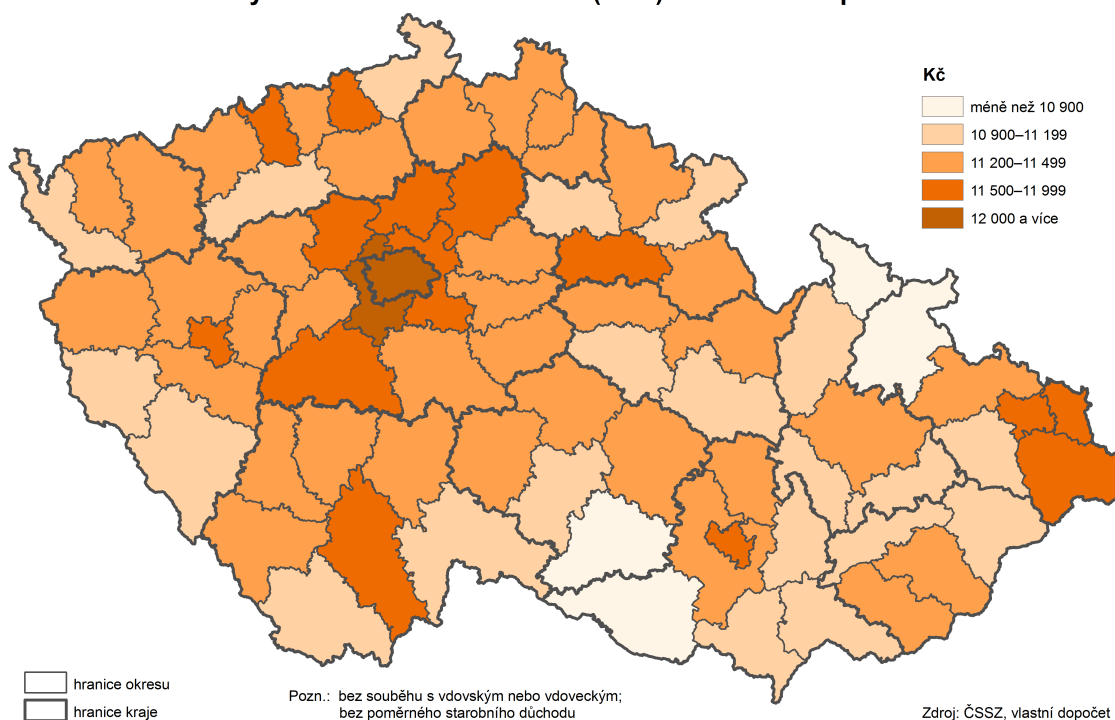 Kč
méně než 10 900
10 900–11 199
11 200–11 499
11 500–11 999
12 000 a více
hranice okresu
hranice kraje
Pozn.: bez souběhu s vdovským nebo vdoveckým;
bez poměrného starobního důchodu
Zdroj: ČSSZ, vlastní dopočet